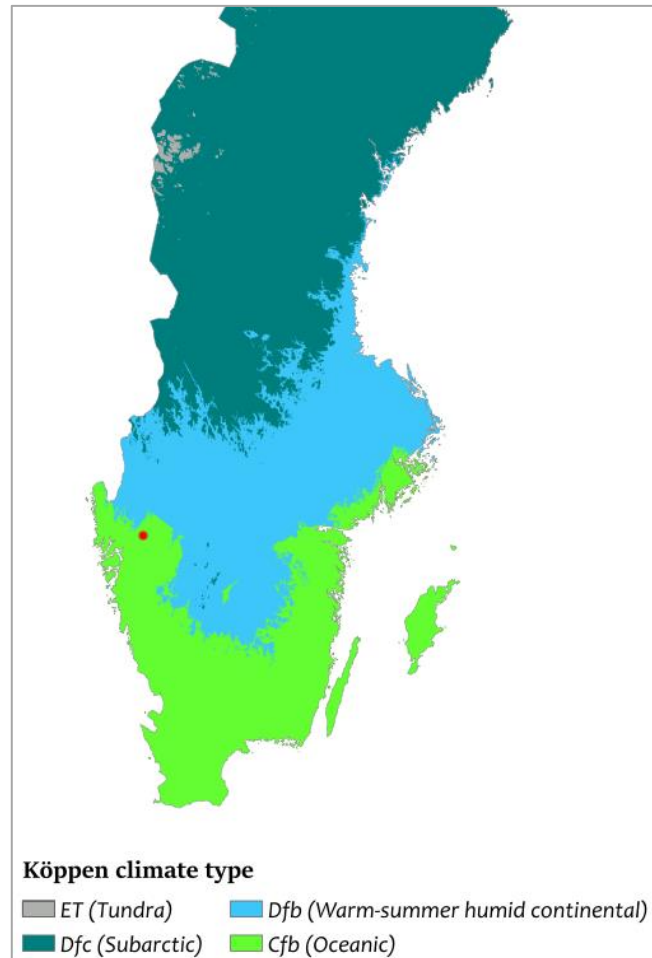 Köppen climate type
ET (Tundra) Dfb (Warm-summer humid continental)
Dfc (Subarctic) Cfb (Oceanic)